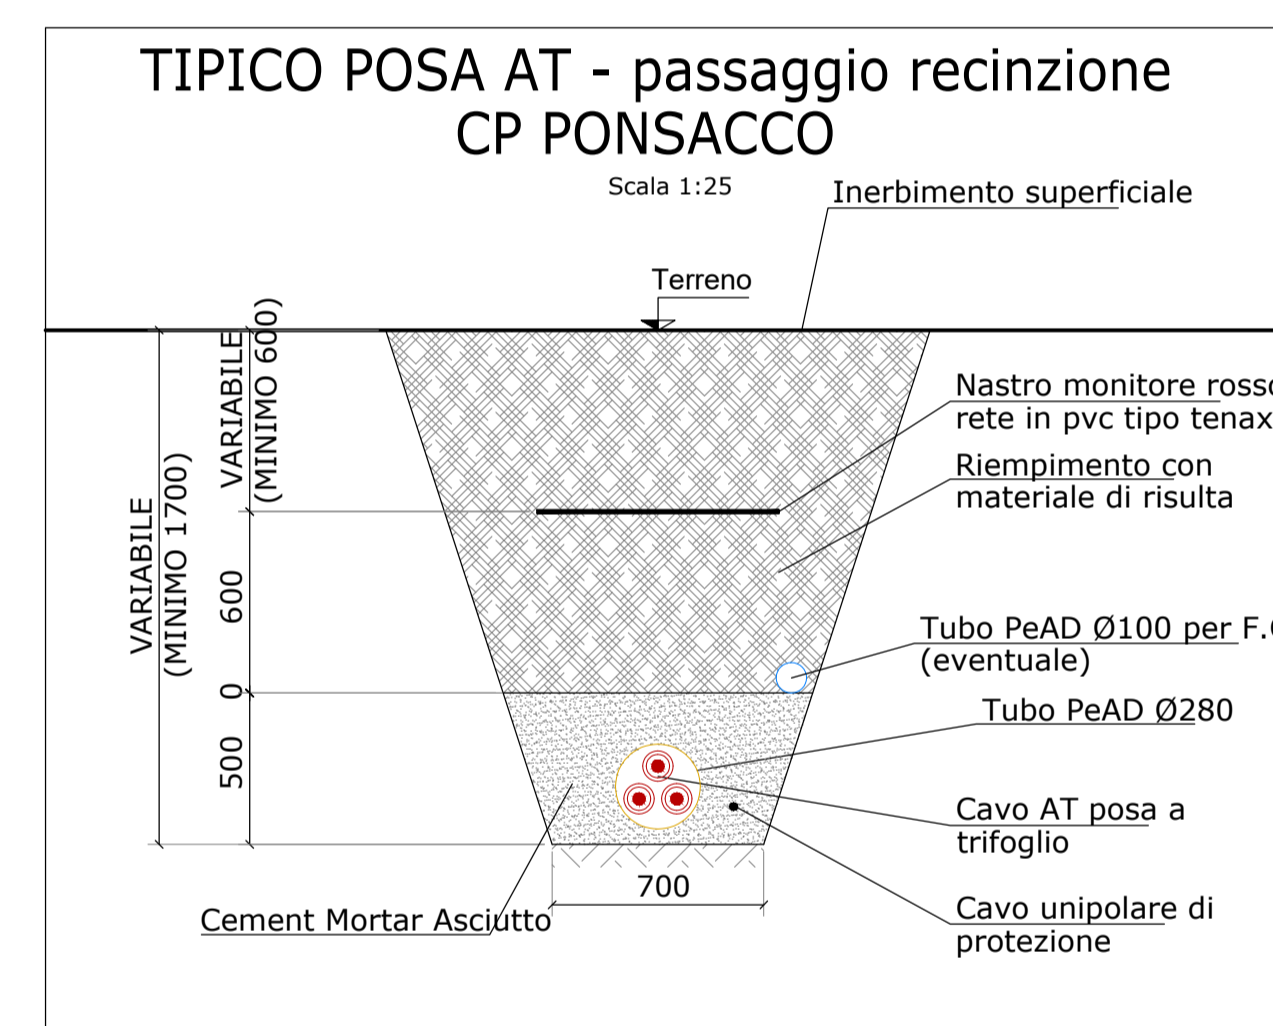 TIPICO POSA AT - passaggio recinzione
CP PONSACCO
Scala 1:25
Inerbimento superficiale
Terreno
VARIABILE
(MINIMO 600)
VARIABILE
(MINIMO 1700)
600
0
500
Nastro monitore rosso
rete in pvc tipo tenax
Riempimento con
materiale di risulta
Tubo PeAD Ø100 per
(eventuale)
Tubo PeAD Ø280
Cavo AT posa a
trifoglio
700
Cement Mortar Asciutto
Cavo unipolare di
protezione